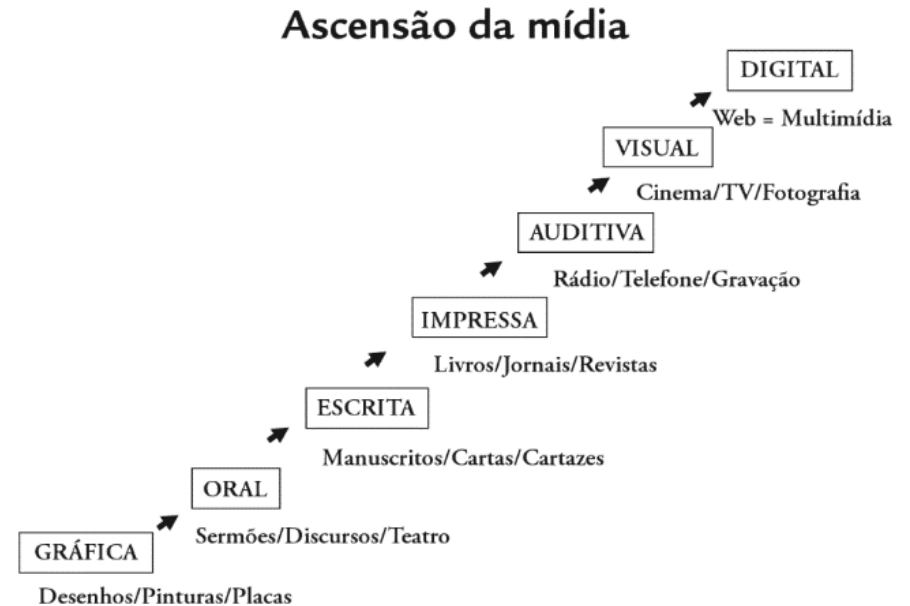 Ascensão da mídia
DIGITAL
Web = Multimídia
VISUAL
Cinema/TV/Fotografia
AUDITIVA
Rádio/Telefone/Gravação
IMPRESSA
Livros/Jornais/Revistas
ESCRITA
Manuscritos/Cartas/Cartazes
ORAL
Sermões/Discursos/Teatro
GRÁFICA
Desenhos/Pinturas/Placas